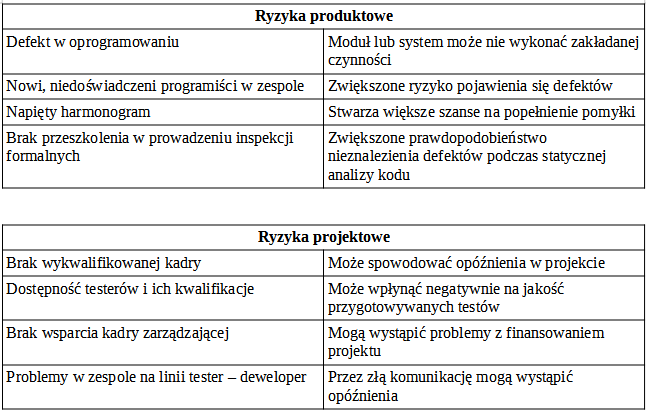 Ryzyka produktowe
Defekt w oprogramowaniu
Moduł lub system może nie wykonać zakładanej
czynności
Nowi, niedoświadczeni programiści w zespole
Zwiększone ryzyko pojawienia się defektów
Napięty harmonogram
Stwarza większe szanse na popełnienie pomyłki
Brak przeszkolenia w prowadzeniu inspekcji
formalnych
Zwiększone prawdopodobieństwo
nieznalezienia defektów podczas statycznej
analizy kodu
Ryzyka projektowe
Brak wykwalifikowanej kadry
Może spowodować opóźnienia w projekcie
Dostępność testerów i ich kwalifikacje
Może wpłynąć negatywnie na jakość
przygotowywanych testów
Brak wsparcia kadry zarządzającej
Mogą wystąpić problemy z finansowaniem
projektu
Problemy w zespole na linii tester – deweloper
Przez złą komunikację mogą wystąpić
opóźnienia